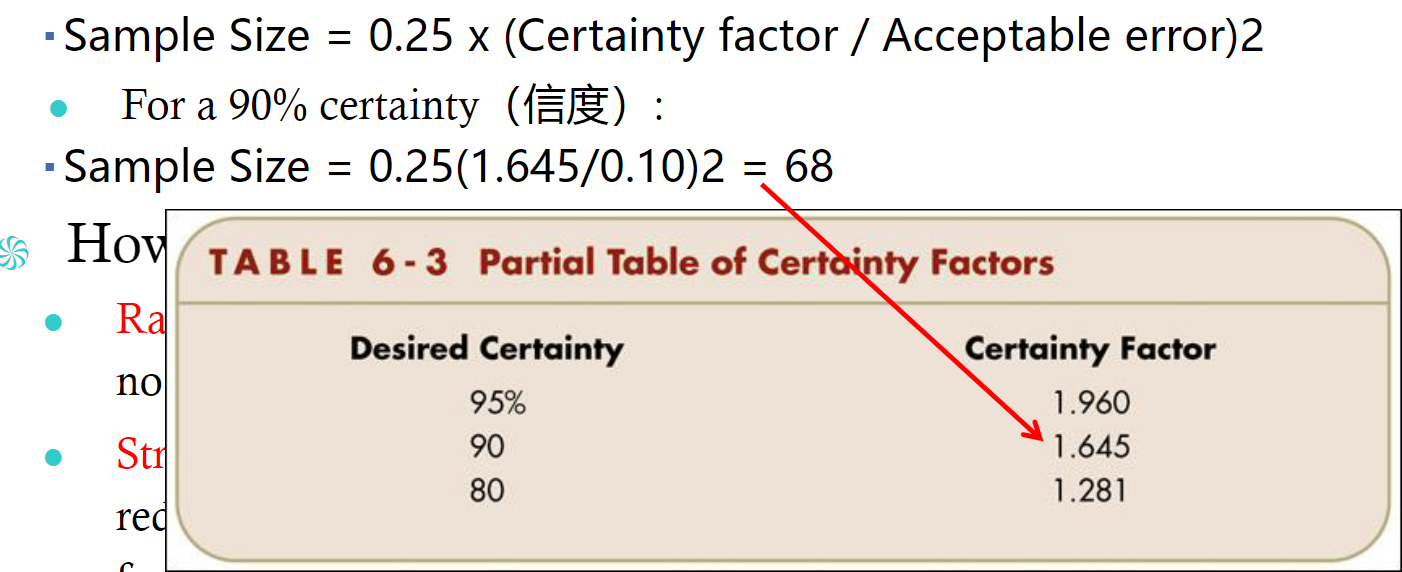 ▪Sample Size = 0.25 x (Certainty factor / Acceptable error)2
● For a 90% certainty（信度）:
▪Sample Size = 0.25(1.645/0.10)2 = 68
How
TABLE 6-3 Partial Table of Certainty Factors
Ra
Desired Certainty Certainty Factor
no
95% 1.960
90 1.645
Str
80 1.281
red